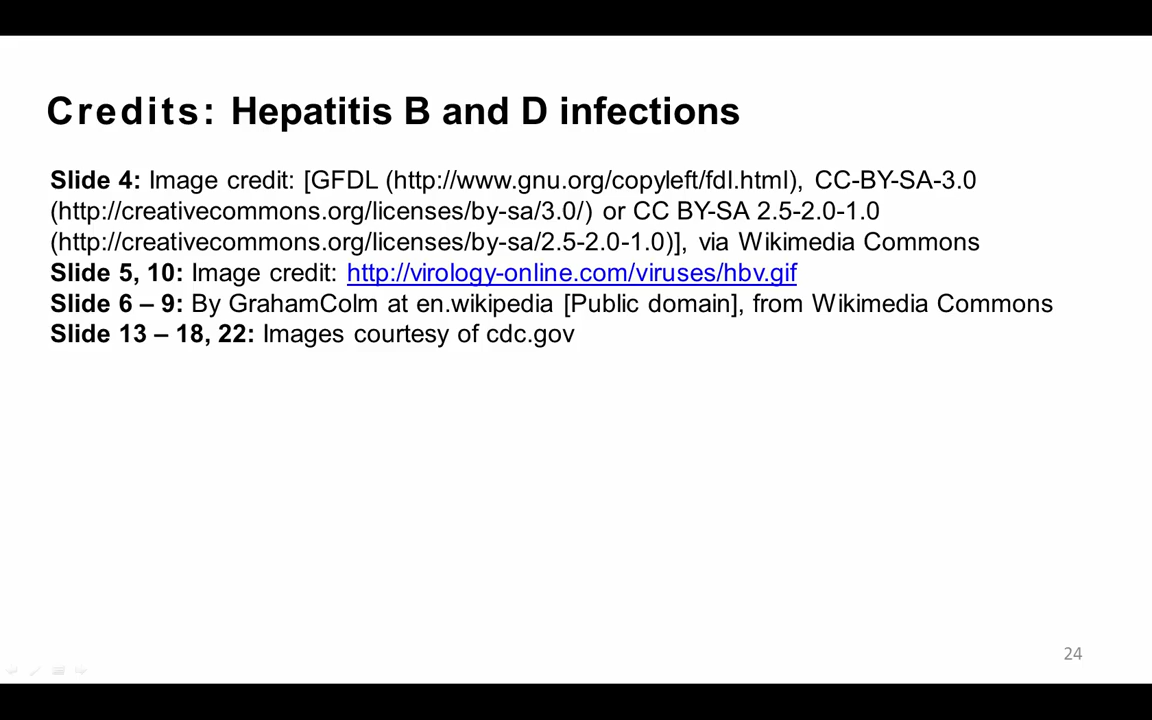 Credits: Hepatitis B and D infections
Slide 4: Image credit: [GFDL (http://www.gnu.org/copyleft/fdl.html), CC-BY-SA-3.0
(http://creativecommons.org/licenses/by-sa/3.0/) or CC BY-SA 2.5-2.0-1.0
(http://creativecommons.org/licenses/by-sa/2.5-2.0-1.0)], via Wikimedia Commons
Slide 5, 10: Image credit: http://virology-online.com/viruses/hbv.gif
Slide 6 – 9: By GrahamColm at en.wikipedia [Public domain], from Wikimedia Commons
Slide 13 – 18, 22: Images courtesy of cdc.gov
24